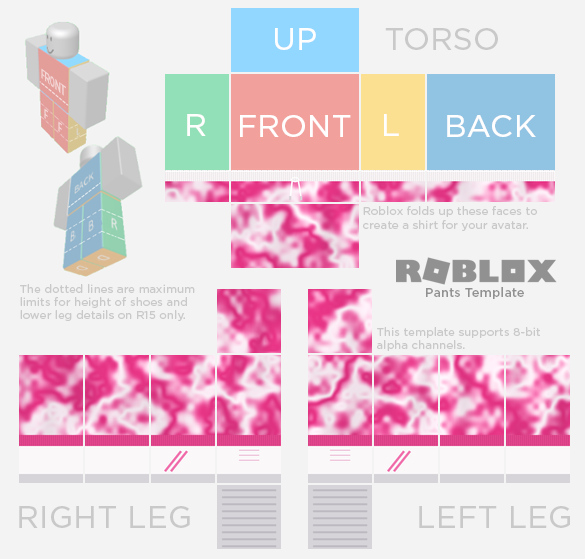 UP
TORSO
R
FRONT
L
BACK
FRONT
BACK
B
B
R
Roblox folds up these faces to
create a shirt for your avatar.
ROBLOX
Pants Template
The dotted lines are maximum
limits for height of shoes and
lower leg details on R15 only.
This template supports 8-bit
alpha channels.
RIGHT LEG
LEFT LEG